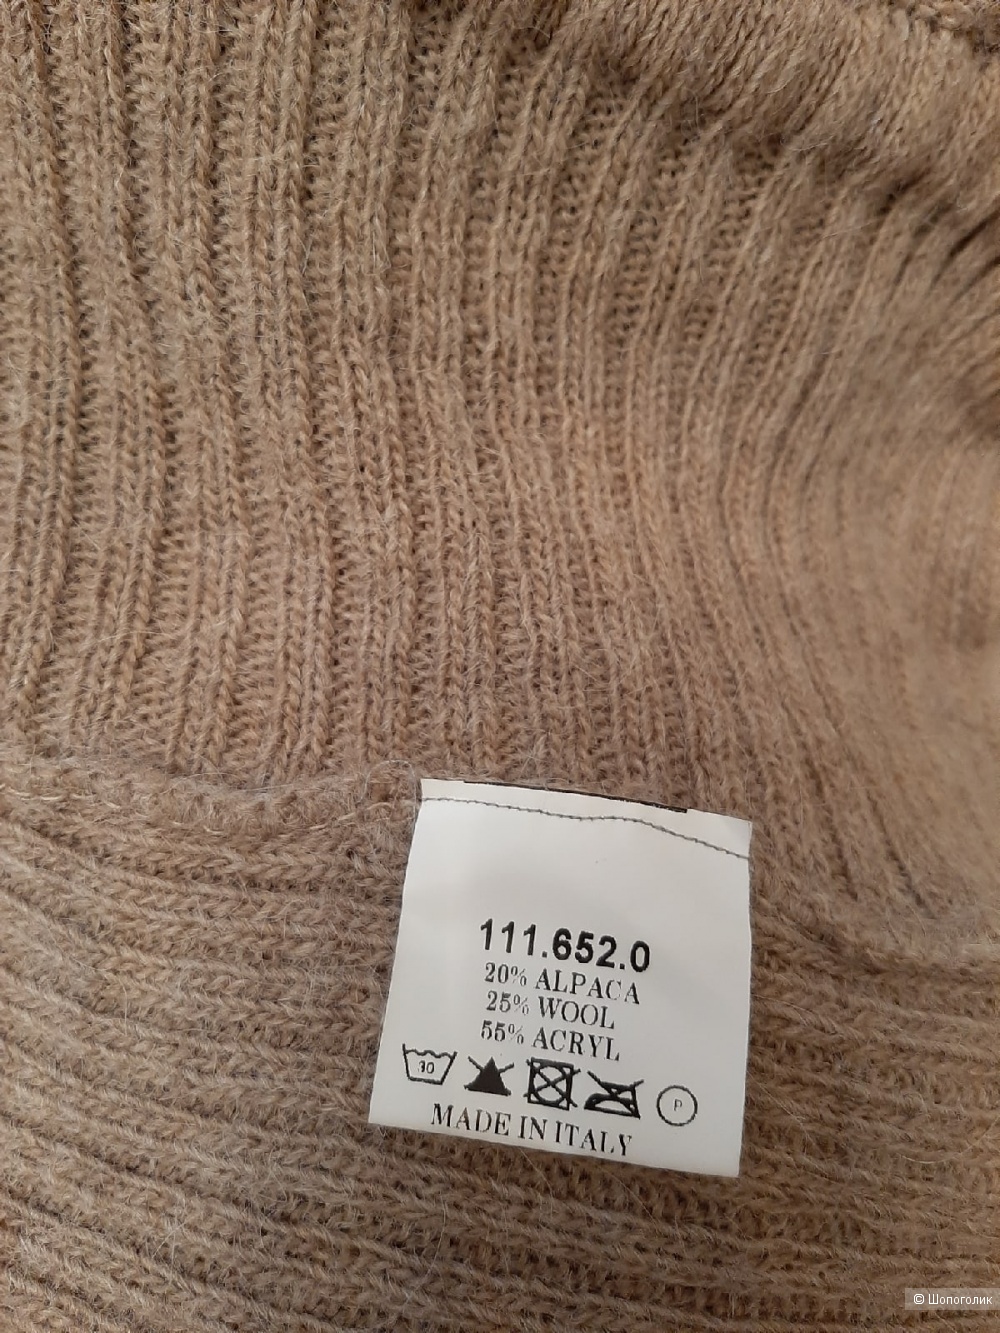 111.652.0
20% ALPACA
25% WOOL
55% ACRYL
30
P
MADE IN ITALY
© Шопоголик